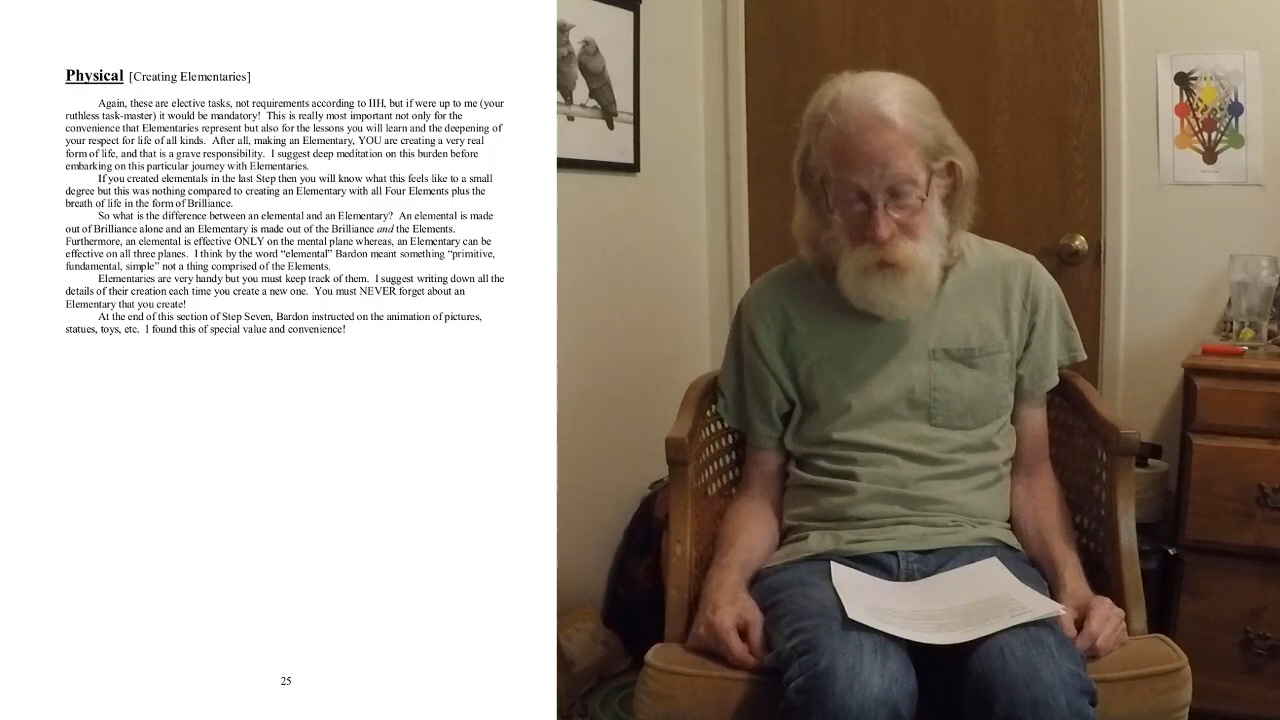 Physical [Creating Elementaries]
Again, these are elective tasks, not requirements according to IIH, but if were up to me (your
ruthless task-master) it would be mandatory! This is really most important not only for the
convenience that Elementaries represent but also for the lessons you will learn and the deepening of
your respect for life of all kinds. After all, making an Elementary, YOU are creating a very real
form of life, and that is a grave responsibility. I suggest deep meditation on this burden before
embarking on this particular journey with Elementaries.
If you created elementals in the last Step then you will know what this feels like to a small
degree but this was nothing compared to creating an Elementary with all Four Elements plus the
breath of life in the form of Brilliance.
So what is the difference between an elemental and an Elementary? An elemental is made
out of Brilliance alone and an Elementary is made out of the Brilliance and the Elements.
Furthermore, an elemental is effective ONLY on the mental plane whereas, an Elementary can be
effective on all three planes. I think by the word “elemental” Bardon meant something “primitive,
fundamental, simple” not a thing comprised of the Elements.
Elementaries are very handy but you must keep track of them. I suggest writing down all the
details of their creation each time you create a new one. You must NEVER forget about an
Elementary that you create!
At the end of this section of Step Seven, Bardon instructed on the animation of pictures,
statues, toys, etc. I found this of special value and convenience!
25